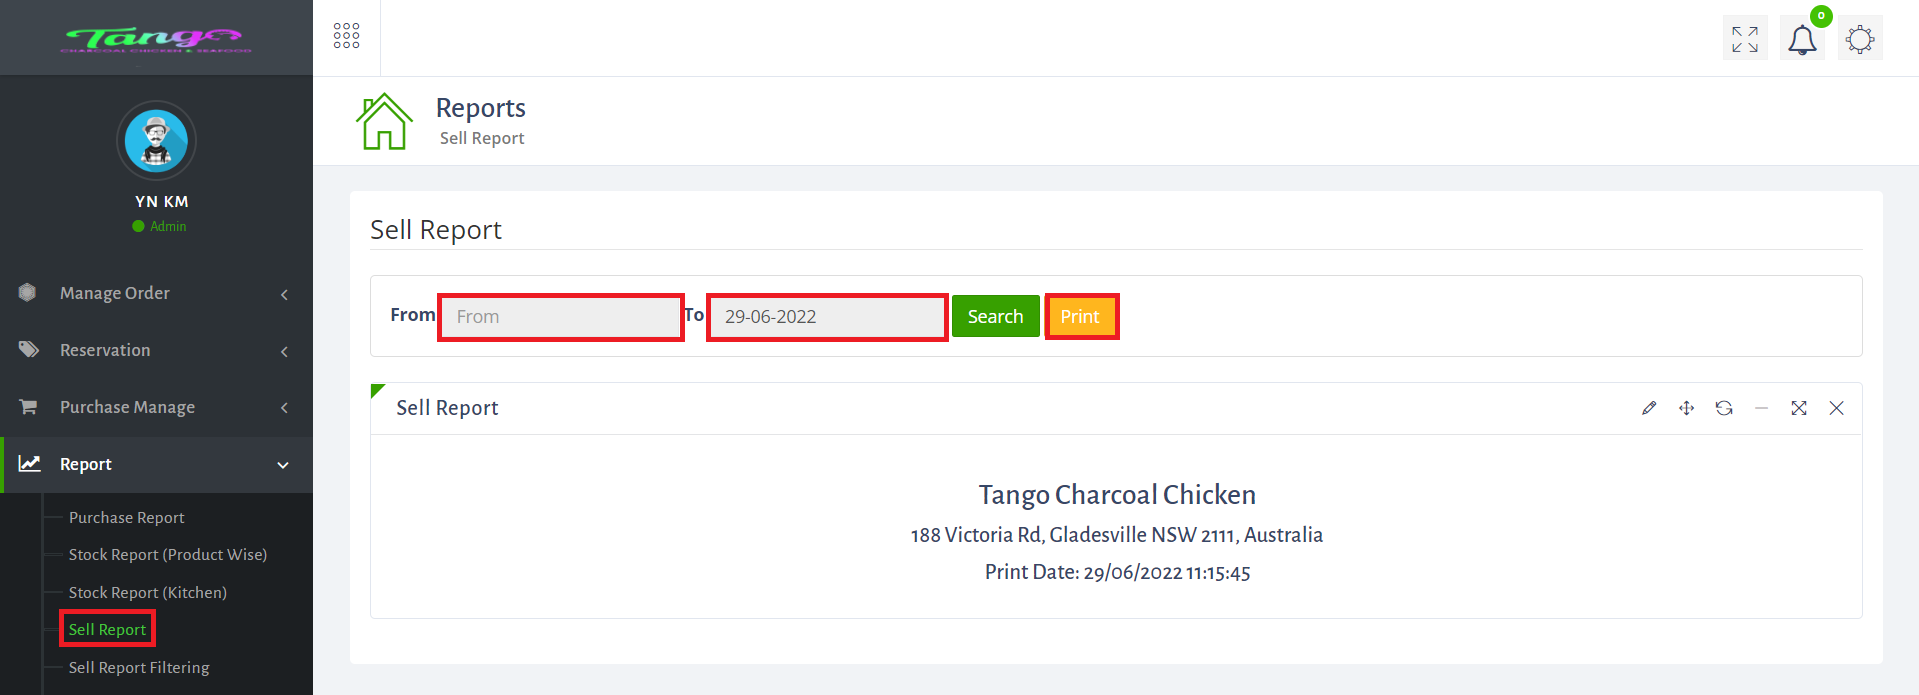 Tango
CHARCOAL CHICKEN & SEAFOOD
0
Reports
Sell Report
YN KM
Admin
Manage Order
Reservation
Purchase Manage
Report
Purchase Report
Stock Report (Product Wise)
Stock Report (Kitchen)
Sell Report
Sell Report Filtering
Sell Report
From From To 29-06-2022 Search Print
Sell Report
Tango Charcoal Chicken
188 Victoria Rd, Gladesville NSW 2111, Australia
Print Date: 29/06/2022 11:15:45